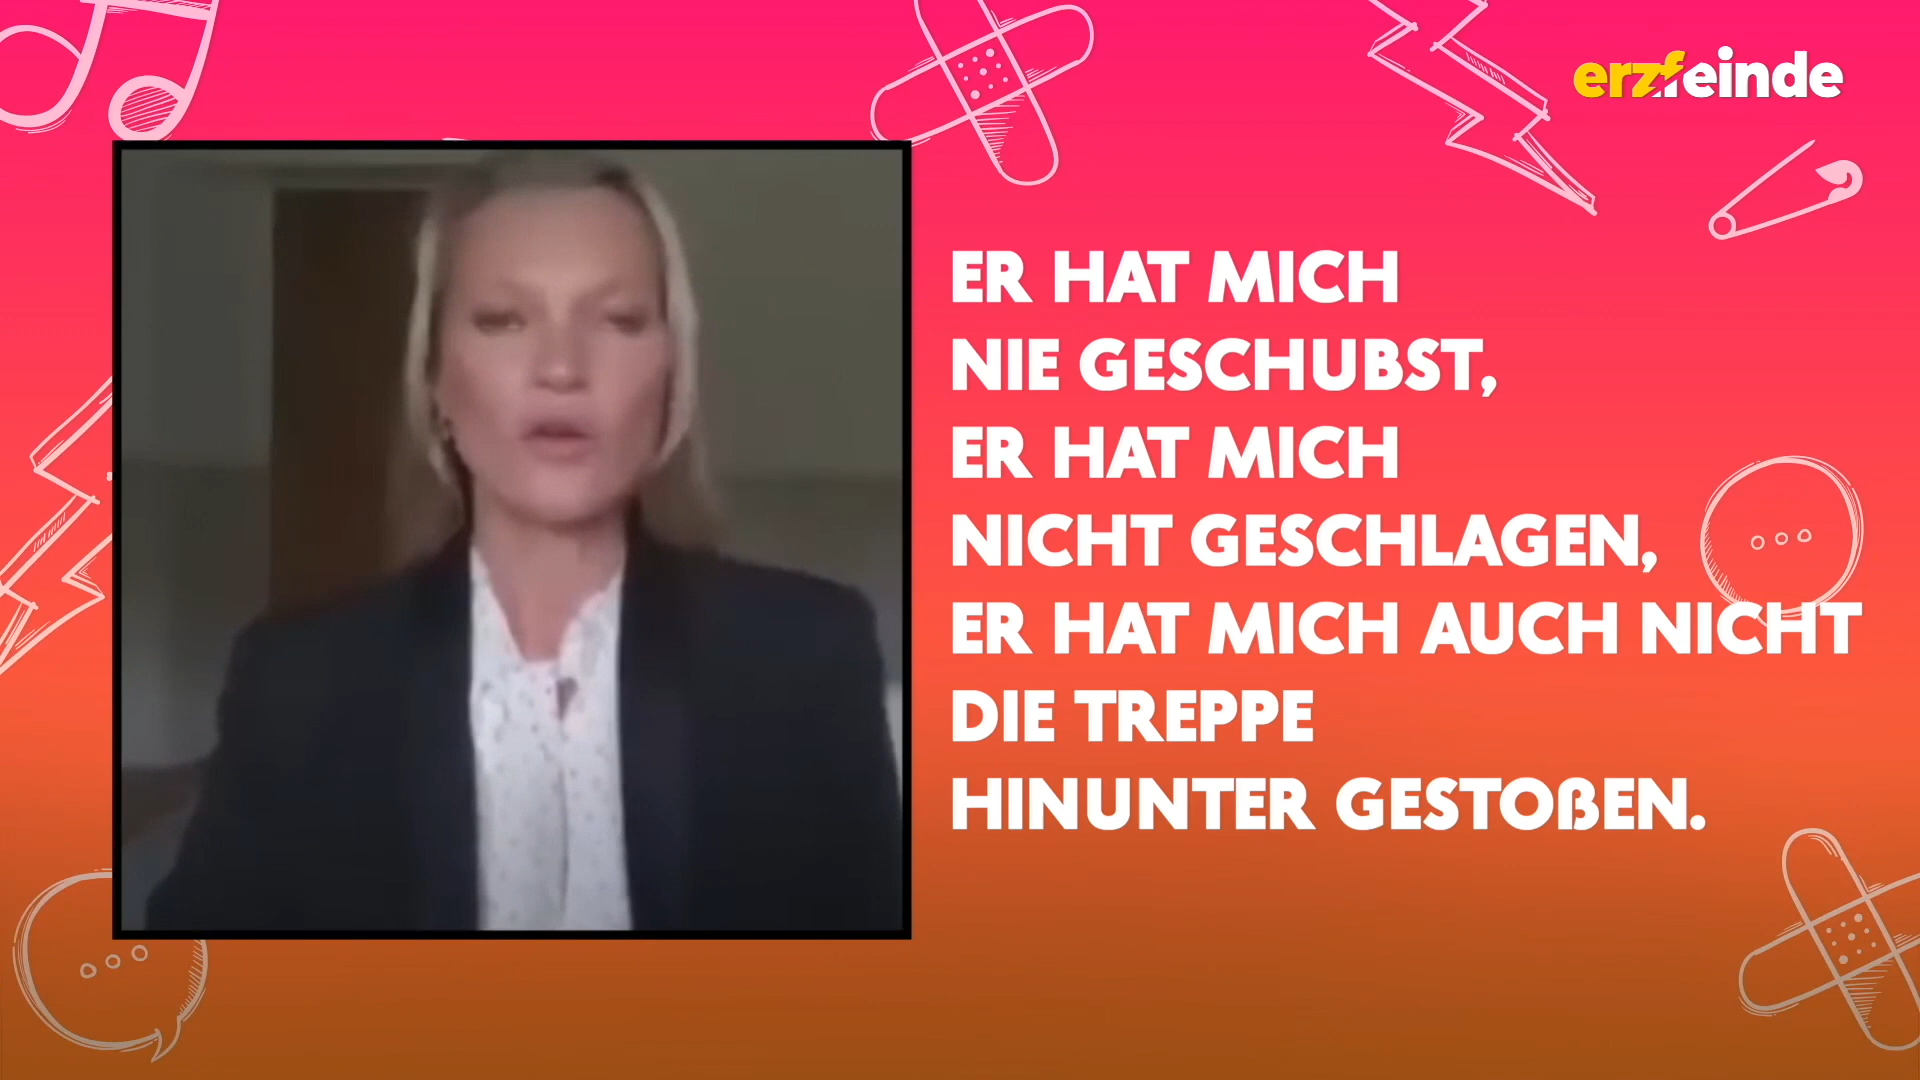 erzfeinde
ER HAT MICH
NIE GESCHUBST,
ER HAT MICH
NICHT GESCHLAGEN,
ER HAT MICH AUCH NICHT
DIE TREPPE
HINUNTER GESTOßEN.